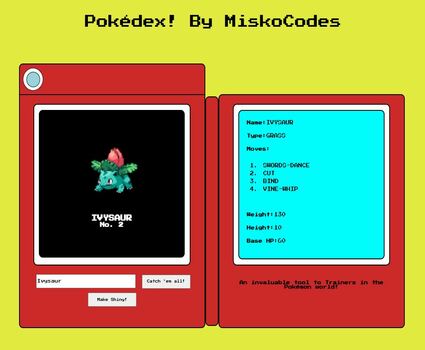 Pokédex! By MiskoCodes
IVYSAUR
No. 2
Ivysaur
Catch 'em all!
Make Shiny!
Name:IVYSAUR
Type:GRASS
Moves:
1. SWORDS-DANCE
2. CUT
3. BIND
4. VINE-WHIP
Weight:130
Height:10
Base HP:60
An invaluable tool to Trainers in the
Pokémon world!